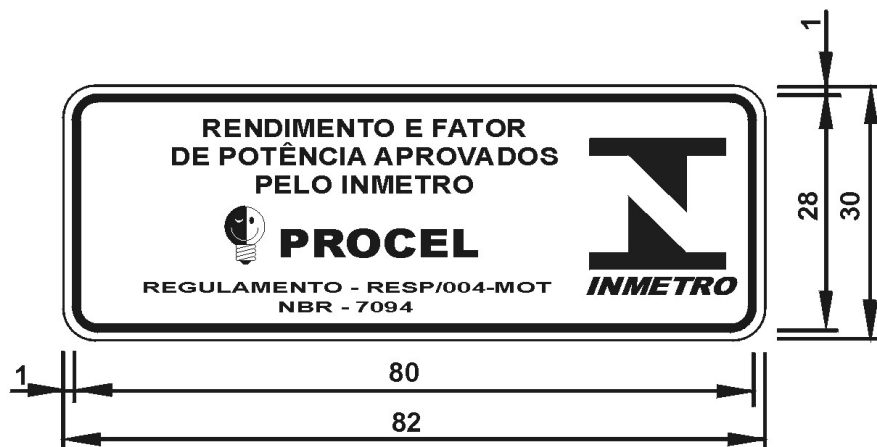 1
RENDIMENTO E FATOR
DE POTÊNCIA APROVADOS
PELO INMETRO
PROCEL
REGULAMENTO - RESP/004-MOT
NBR - 7094
INMETRO
28
30
1
80
82